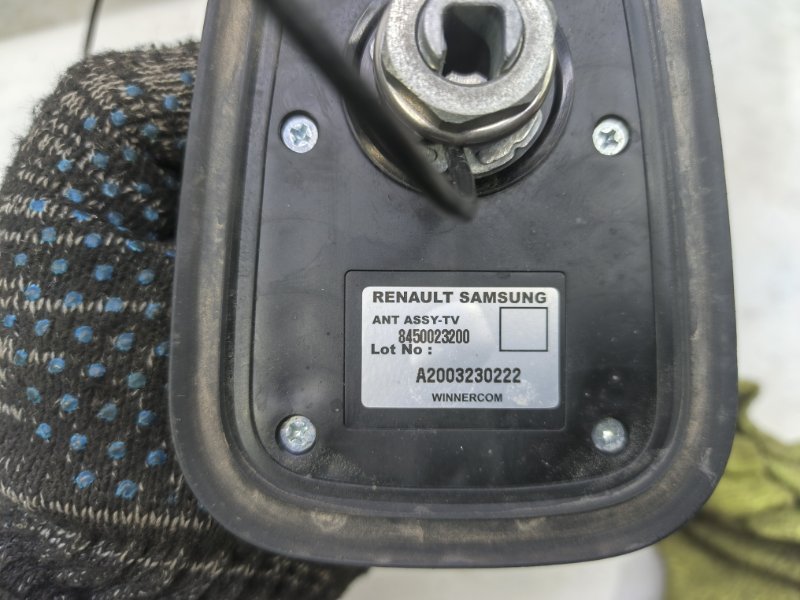 RENAULT SAMSUNG
ANT ASSY-TV
8450023200
Lot No :
A2003230222
WINNERCOM